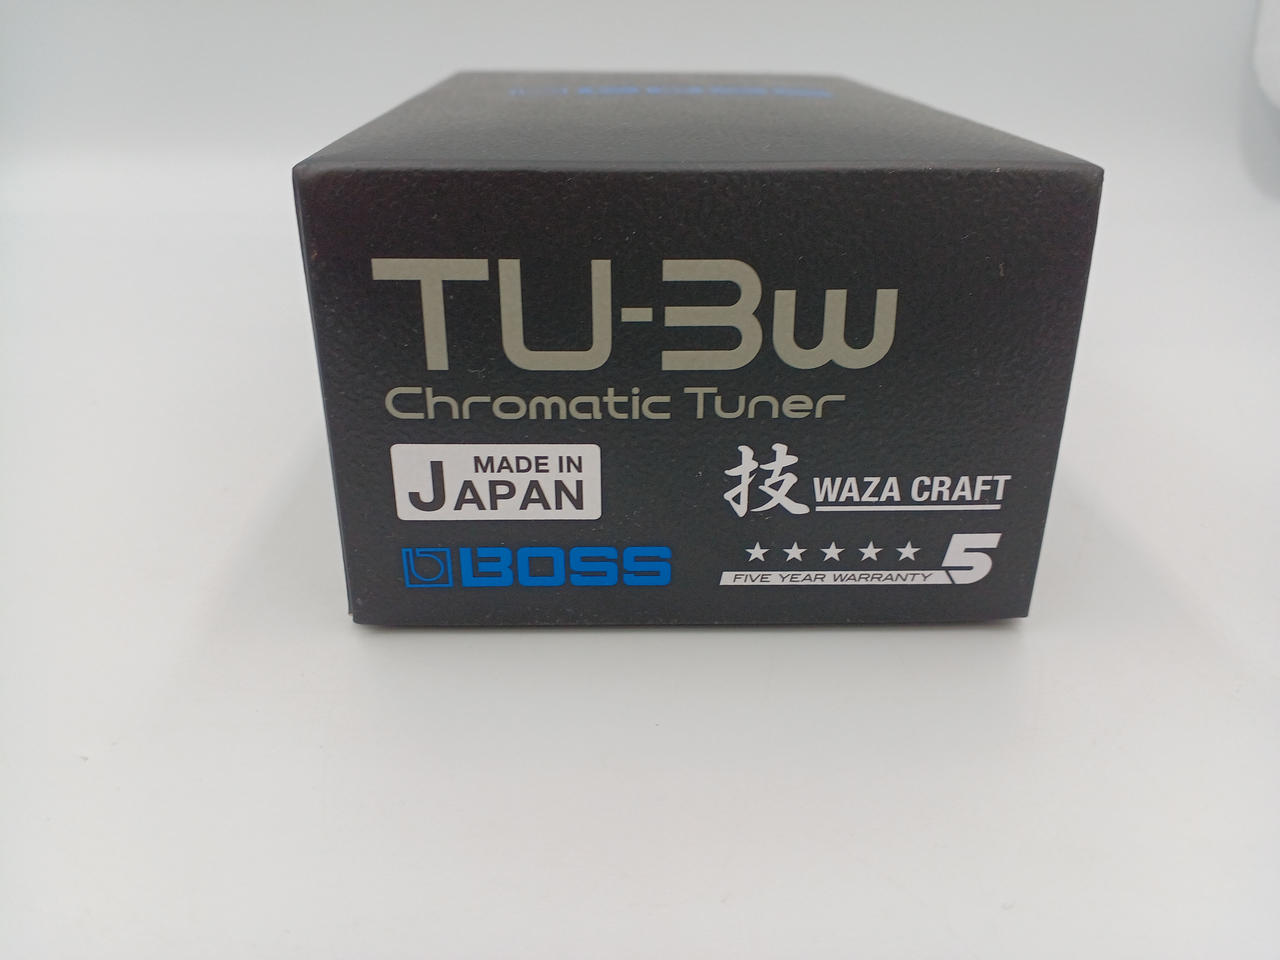 TU-3w
Chromatic Tuner
MADE IN
JAPAN
技 WAZA CRAFT
BOSS
5
FIVE YEAR WARRANTY